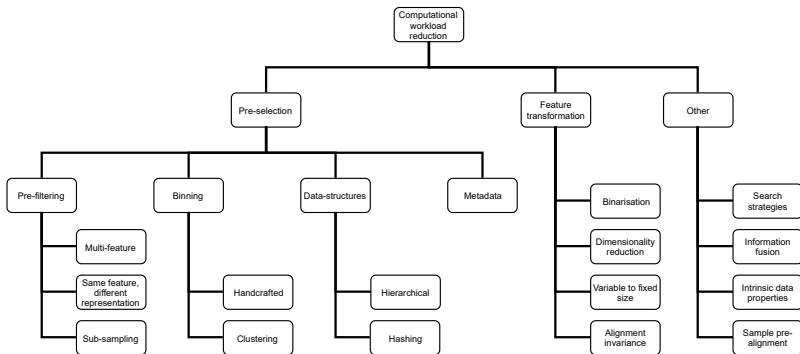 Computational
workload
reduction
Pre-selection
Feature
transformation
Other
Pre-filtering
Binning
Data-structures
Metadata
Binarisation
Search
strategies
Multi-feature
Dimensionality
reduction
Information
fusion
Same feature,
different
representation
Handcrafted
Hierarchical
Variable to fixed
size
Intrinsic data
properties
Sub-sampling
Clustering
Hashing
Alignment
invariance
Sample pre-
alignment